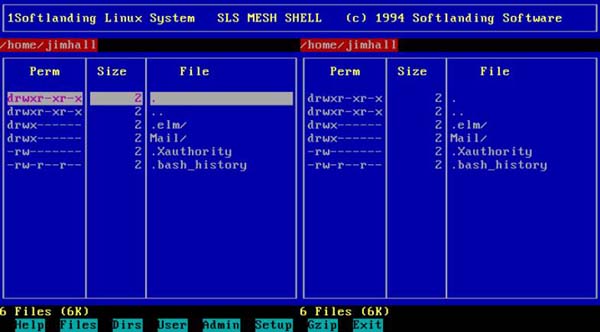 1Softlanding Linux System   SLS MESH SHELL   (c) 1994 Softlanding Software
/home/jimhall   /home/jimhall
Perm   Size   File   Perm   Size   File
drwxr-xr-x   2   .   drwxr-xr-x   2   .
drwxr-xr-x   2   ..   drwxr-xr-x   2   ..
drwx------   2   .elm/   drwx------   2   .elm/
drwx------   2   Mail/   drwx------   2   Mail/
-rw-------   2   .Xauthority   -rw-------   2   .Xauthority
-rw-r--r--   2   .bash_history   -rw-r--r--   2   .bash_history
6 Files (6K)   6 Files (6K)
Help   Files   Dirs   User   Admin   Setup   Gzip   Exit